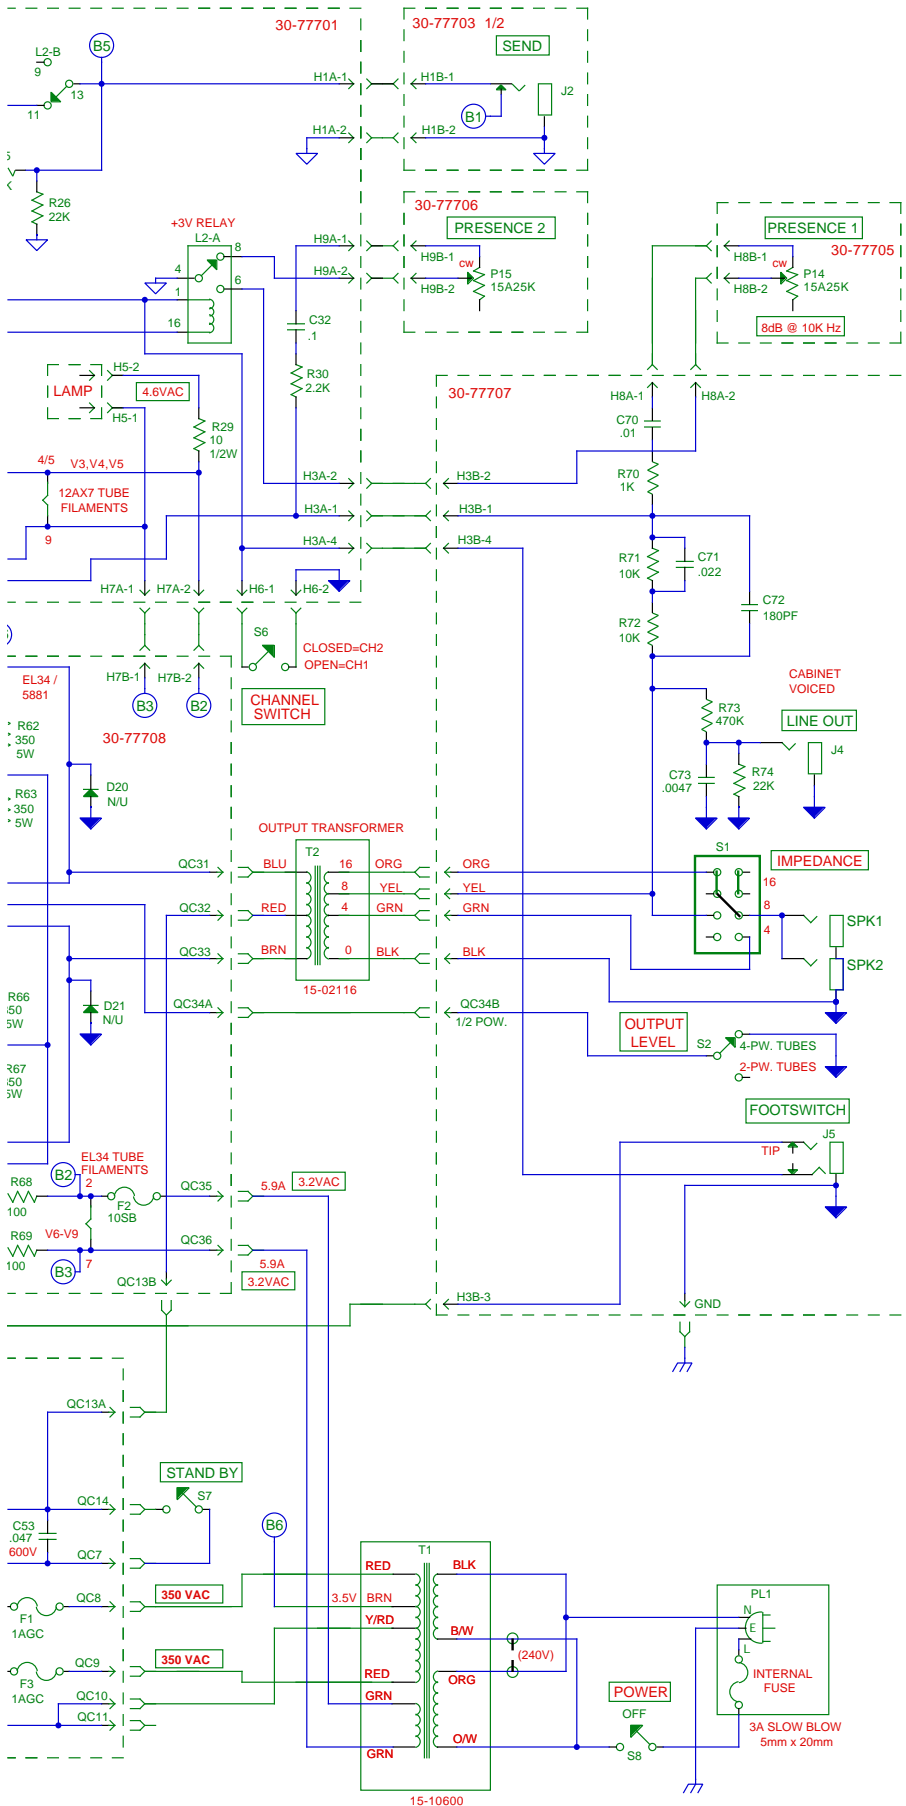 30-77701
30-77703 1/2
SEND
B5
L2-B
9
13
11
H1A-1
H1B-1
J2
B1
H1A-2
H1B-2
R26
22K
30-77706
PRESENCE 2
PRESENCE 1
30-77705
+3V RELAY
L2-A
8
4
6
1
16
H9A-1
H9B-1
H9A-2
H9B-2
CW
P15
15A25K
H8B-1
H8B-2
CW
P14
15A25K
8dB @ 10K Hz
C32
.1
R30
2.2K
LAMP
H5-2
H5-1
4.6VAC
R29
10
1/2W
30-77707
H8A-1
H8A-2
C70
.01
R70
1K
4/5
V3,V4,V5
12AX7 TUBE
FILAMENTS
9
H3A-2
H3B-2
H3A-1
H3B-1
H3A-4
H3B-4
R71
10K
C71
.022
C72
180PF
R72
10K
H7A-1
H7A-2
H6-1
H6-2
S6
CLOSED=CH2
OPEN=CH1
CHANNEL
SWITCH
H7B-1
H7B-2
B3
B2
EL34 /
5881
30-77708
R62
350
5W
R63
350
5W
D20
N/U
CABINET
VOICED
LINE OUT
R73
470K
J4
C73
.0047
R74
22K
OUTPUT TRANSFORMER
T2
QC31
BLU
16
ORG
ORG
8
YEL
YEL
QC32
RED
4
GRN
GRN
QC33
BRN
0
BLK
BLK
15-02116
S1
IMPEDANCE
16
8
4
SPK1
SPK2
R66
D21
N/U
QC34A
QC34B
1/2 POW.
OUTPUT
LEVEL
S2
4-PW. TUBES
2-PW. TUBES
R67
FOOTSWITCH
J5
TIP
EL34 TUBE
FILAMENTS
B2
2
R68
100
F2
10SB
QC35
5.9A
3.2VAC
R69
100
V6-V9
B3
7
QC36
5.9A
3.2VAC
QC13B
H3B-3
GND
QC13A
STAND BY
S7
QC14
C53
.047
600V
QC7
B6
T1
RED
BLK
QC8
350 VAC
3.5V
BRN
F1
1AGC
Y/RD
B/W
(240V)
QC9
350 VAC
RED
ORG
F3
1AGC
QC10
GRN
QC11
GRN
O/W
15-10600
PL1
N
E
L
INTERNAL
FUSE
POWER
OFF
S8
3A SLOW BLOW
5mm x 20mm